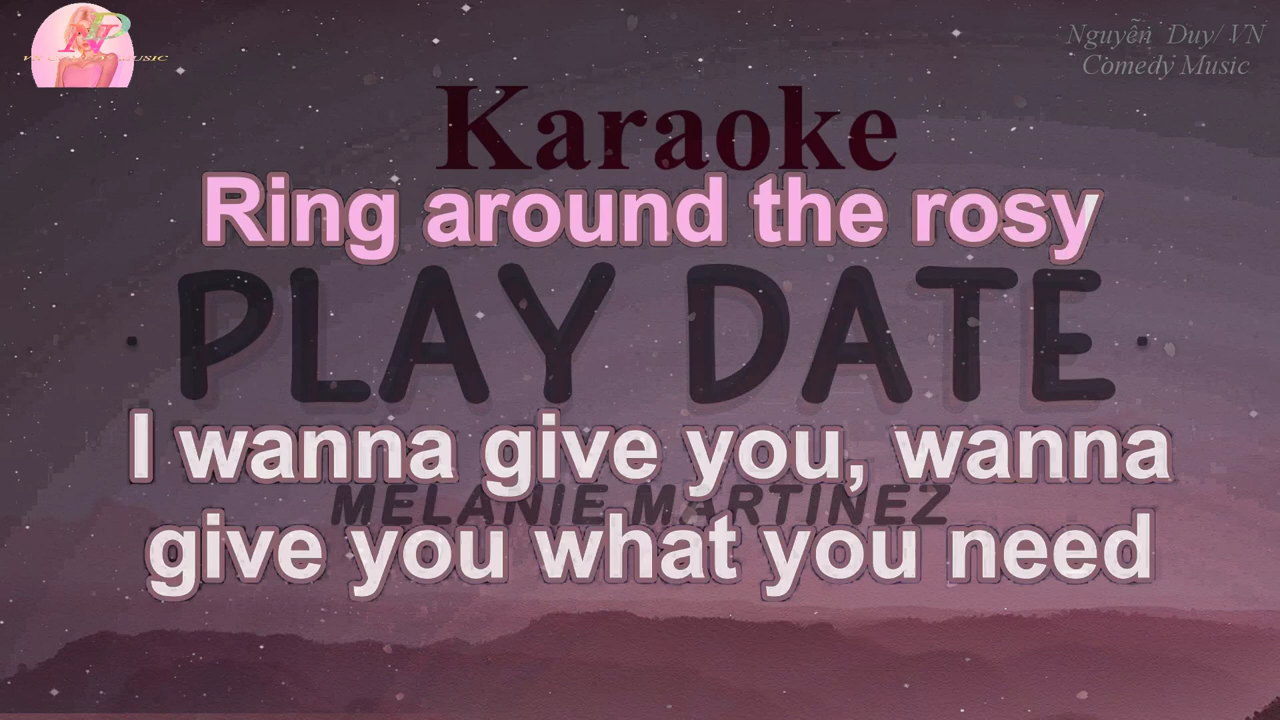 Nguyễn Duy/ VN
Comedy Music
Karaoke
Ring around the rosy
PLAY DATE
I wanna give you, wanna
MELANIE MARTINEZ
give you what you need